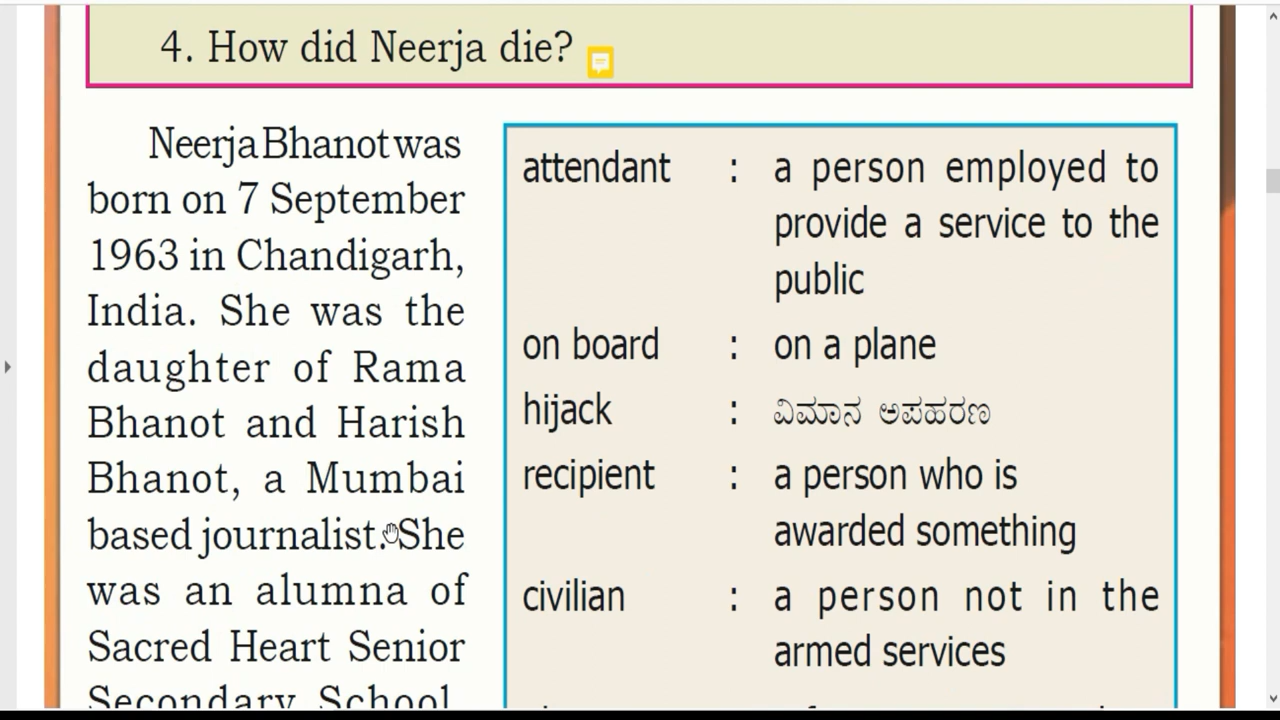 4. How did Neerja die?
Neerja Bhanot was
born on 7 September
1963 in Chandigarh,
India. She was the
daughter of Rama
Bhanot and Harish
Bhanot, a Mumbai
based journalist. She
was an alumna of
Sacred Heart Senior
Secondary School,
attendant : a person employed to
provide a service to the
public
on board : on a plane
hijack : ವಿಮಾನ ಅಪಹರಣ
recipient : a person who is
awarded something
civilian : a person not in the
armed services